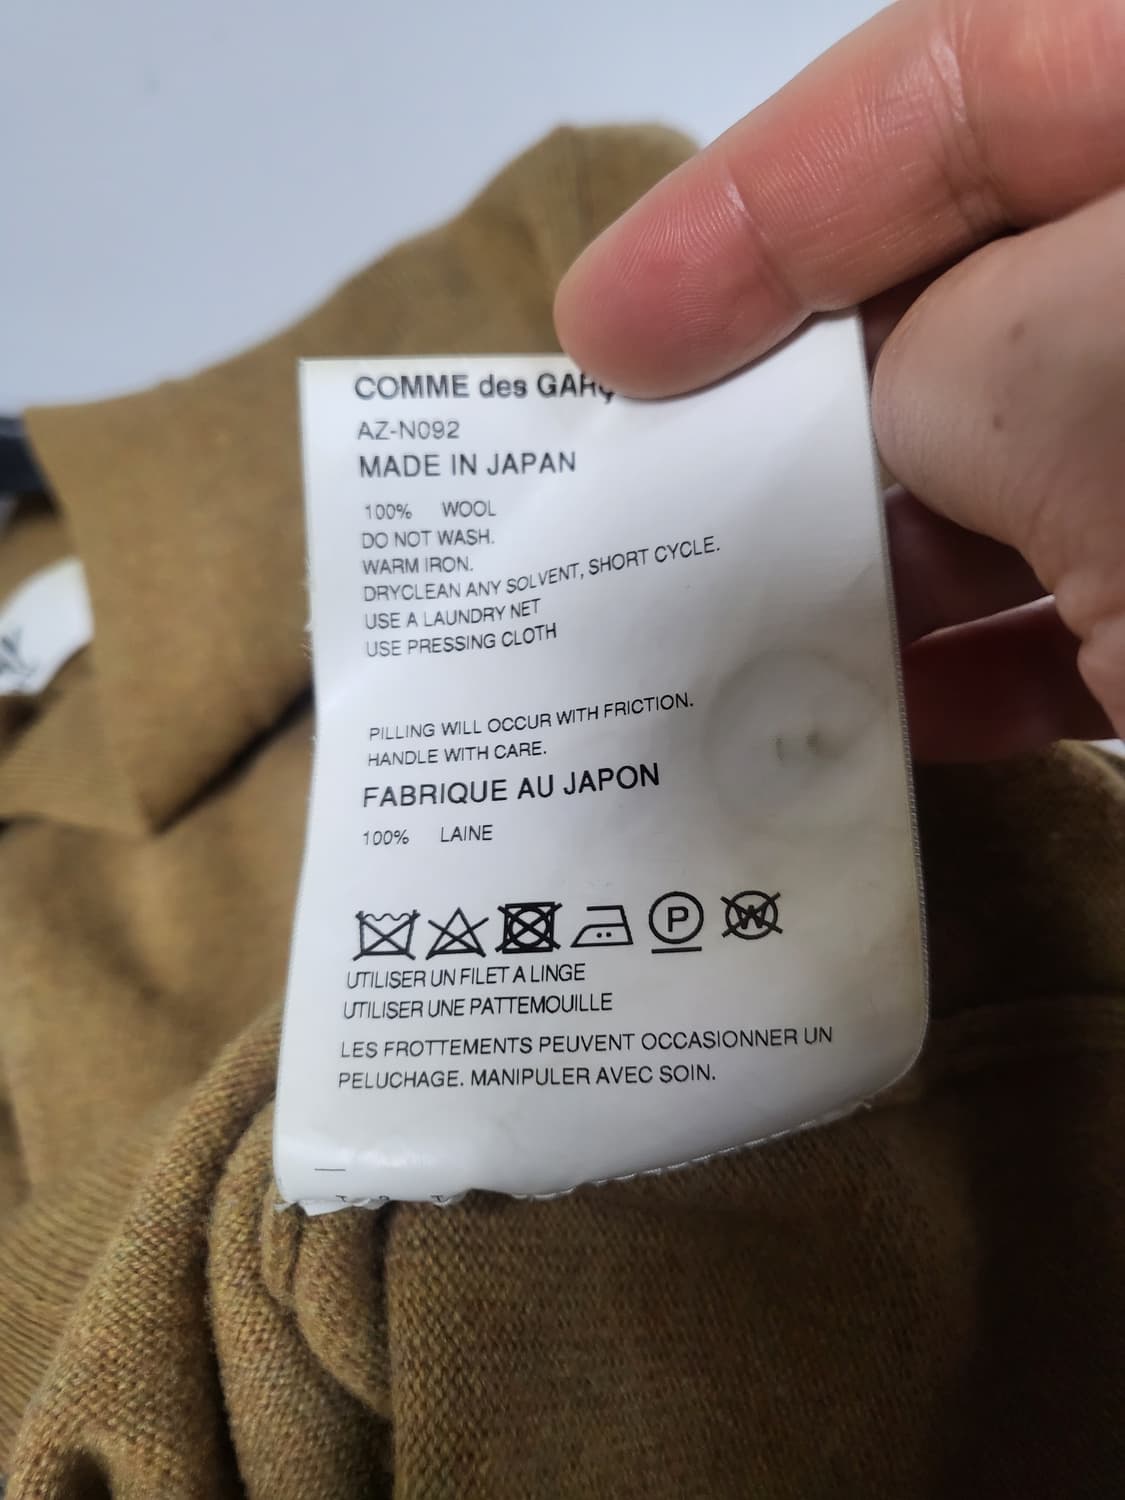 COMME des GARÇ
AZ-N092
MADE IN JAPAN
100% WOOL
DO NOT WASH.
WARM IRON.
DRYCLEAN ANY SOLVENT, SHORT CYCLE.
USE A LAUNDRY NET
USE PRESSING CLOTH
PILLING WILL OCCUR WITH FRICTION.
HANDLE WITH CARE.
FABRIQUE AU JAPON
100% LAINE
P W
UTILISER UN FILET A LINGE
UTILISER UNE PATTEMOUILLE
LES FROTTEMENTS PEUVENT OCCASIONNER UN
PELUCHAGE. MANIPULER AVEC SOIN.